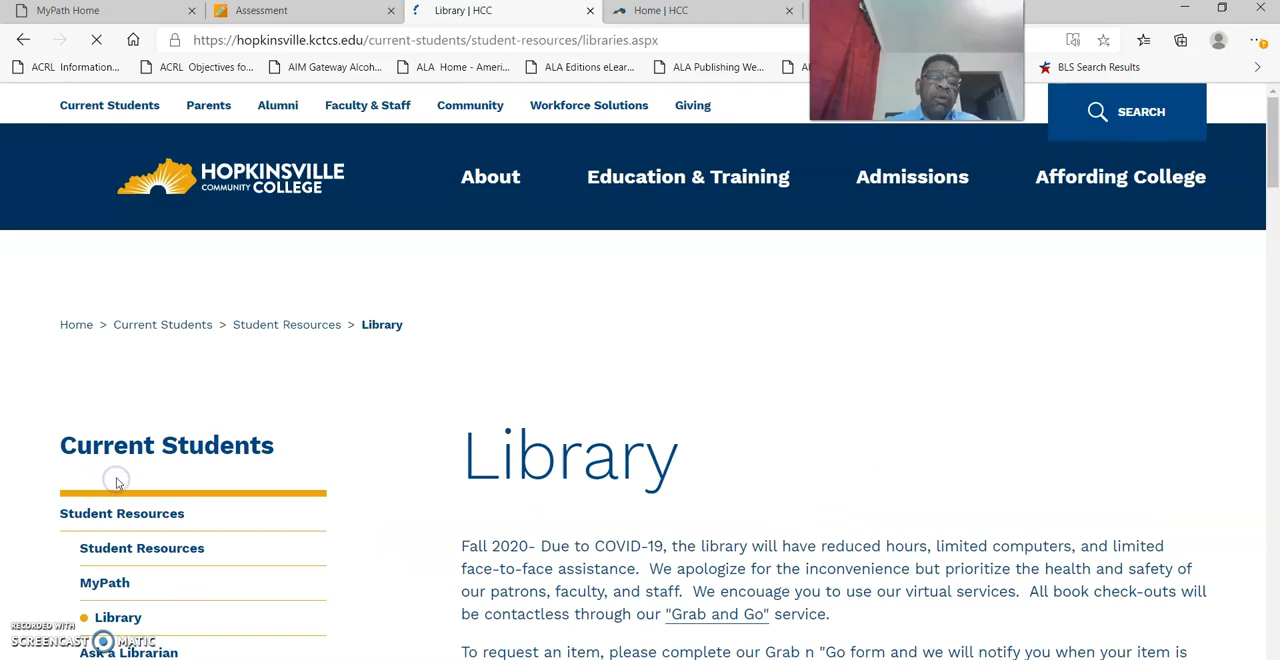 MyPath Home
Assessment
Library | HCC
Home | HCC
https://hopkinsville.kctcs.edu/current-students/student-resources/libraries.aspx
ACRL Information...
ACRL Objectives fo...
AIM Gateway Alcoh...
ALA Home - Ameri...
ALA Editions eLear...
ALA Publishing We...
BLS Search Results
Current Students
Parents
Alumni
Faculty & Staff
Community
Workforce Solutions
Giving
SEARCH
HOPKINSVILLE
COMMUNITY COLLEGE
About
Education & Training
Admissions
Affording College
Home > Current Students > Student Resources > Library
Current Students
Student Resources
Student Resources
MyPath
Library
Ask a Librarian
Library
Fall 2020- Due to COVID-19, the library will have reduced hours, limited computers, and limited
face-to-face assistance. We apologize for the inconvenience but prioritize the health and safety of
our patrons, faculty, and staff. We encourage you to use our virtual services. All book check-outs will
be contactless through our "Grab and Go" service.
To request an item, please complete our Grab n "Go form and we will notify you when your item is
RECORDED WITH
SCREENCAST MATIC